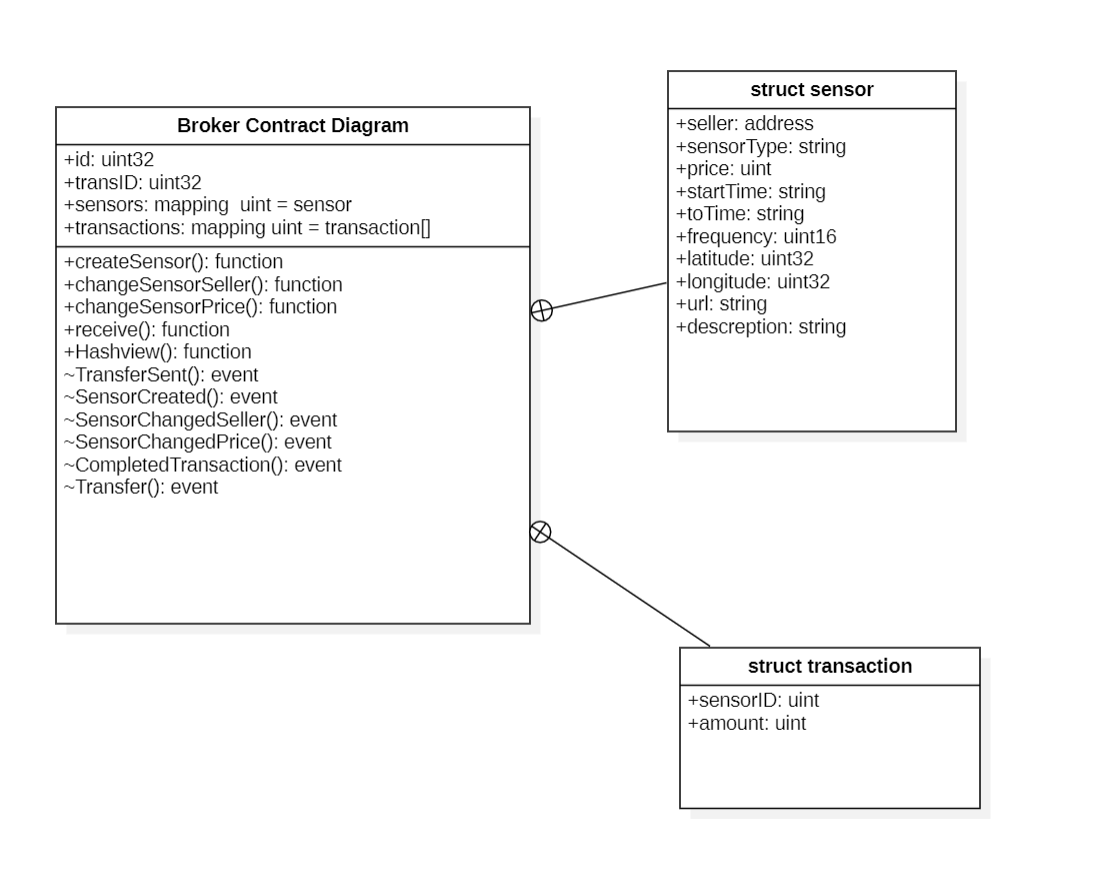 Broker Contract Diagram
+id: uint32
+transID: uint32
+sensors: mapping  uint = sensor
+transactions: mapping uint = transaction[]
+createSensor(): function
+changeSensorSeller(): function
+changeSensorPrice(): function
+receive(): function
+Hashview(): function
~TransferSent(): event
~SensorCreated(): event
~SensorChangedSeller(): event
~SensorChangedPrice(): event
~CompletedTransaction(): event
~Transfer(): event
struct sensor
+seller: address
+sensorType: string
+price: uint
+startTime: string
+toTime: string
+frequency: uint16
+latitude: uint32
+longitude: uint32
+url: string
+descreption: string
struct transaction
+sensorID: uint
+amount: uint